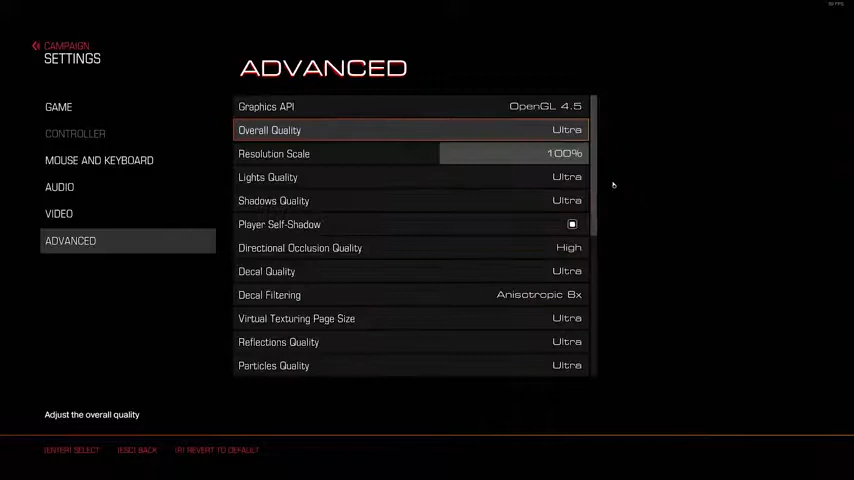 CAMPAIGN
SETTINGS
GAME
CONTROLLER
MOUSE AND KEYBOARD
AUDIO
VIDEO
ADVANCED
ADVANCED
Graphics API OpenGL 4.5
Overall Quality Ultra
Resolution Scale 100%
Lights Quality Ultra
Shadows Quality Ultra
Player Self-Shadow
Directional Occlusion Quality High
Decal Quality Ultra
Decal Filtering Anisotropic 8x
Virtual Texturing Page Size Ultra
Reflections Quality Ultra
Particles Quality Ultra
Adjust the overall quality
[ENTER] SELECT [ESC] BACK [R] REVERT TO DEFAULT